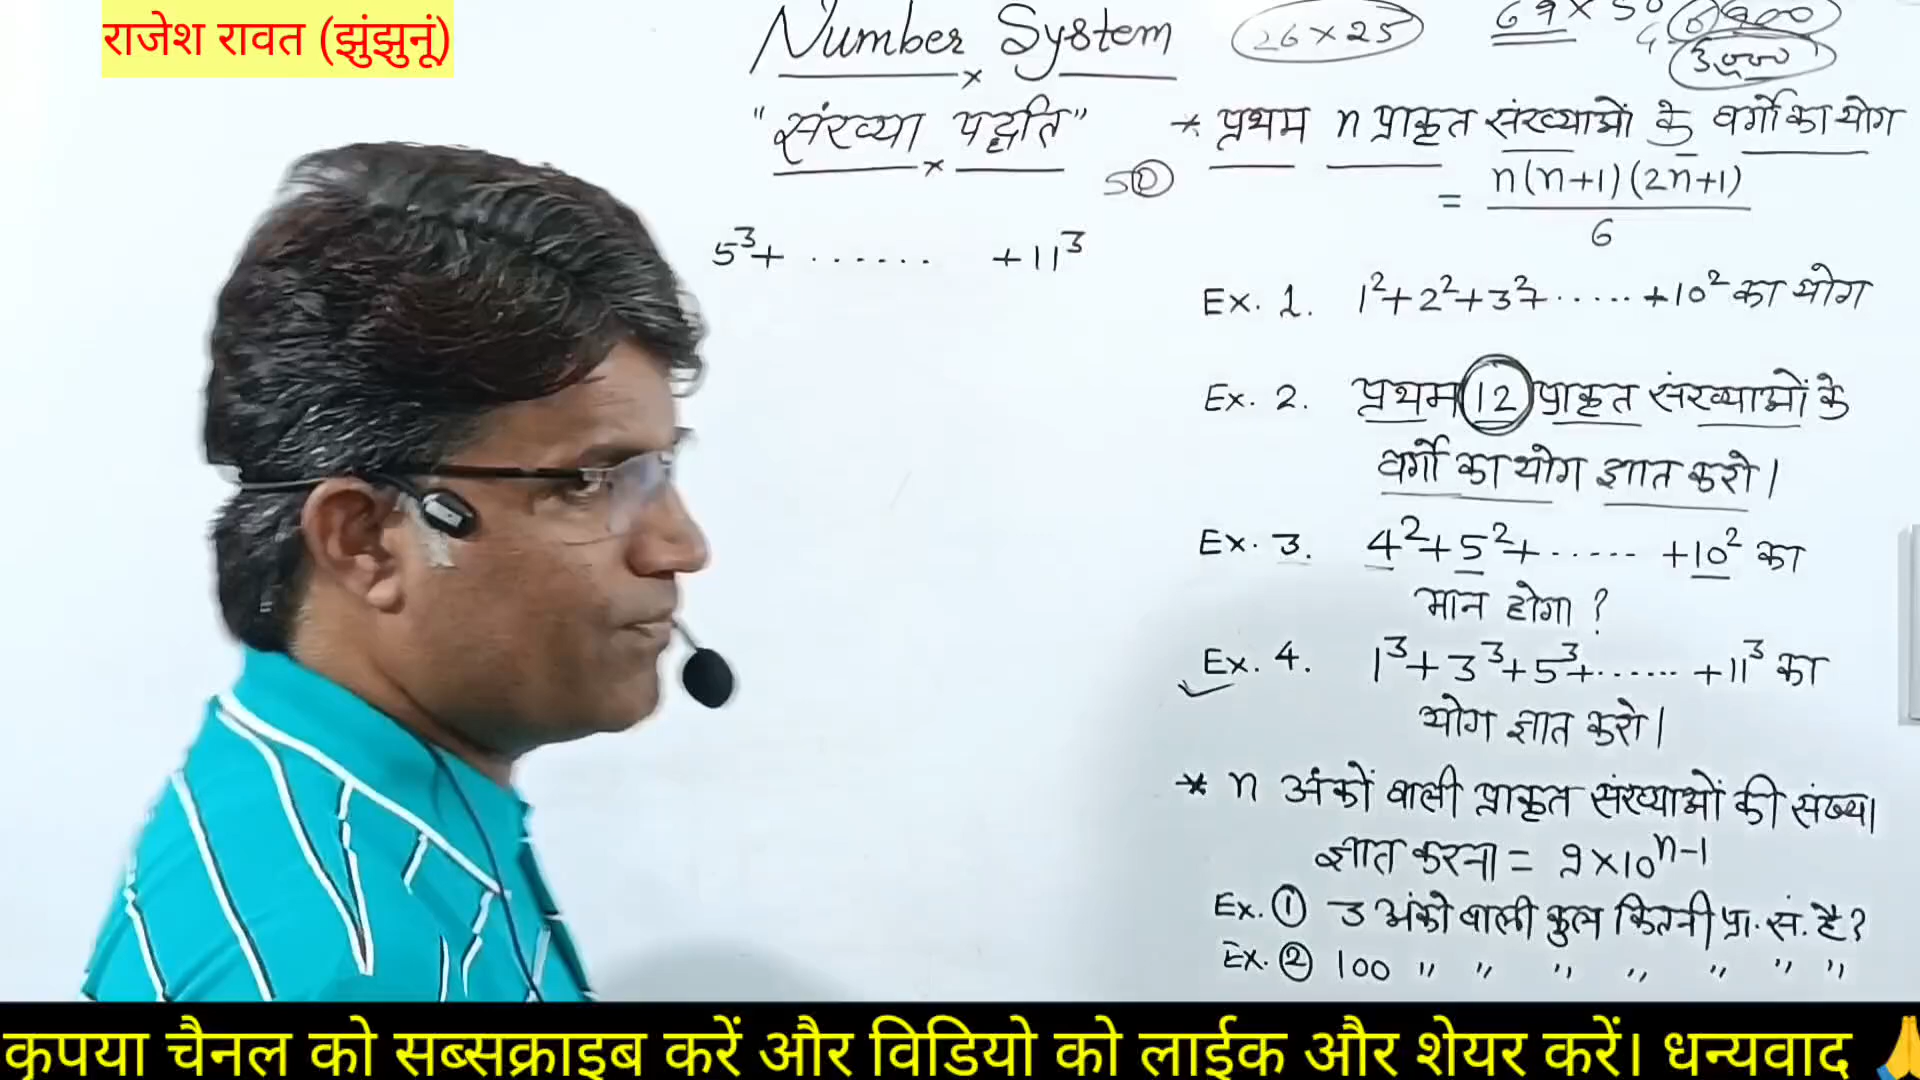 राजेश रावत (झुंझुनूं)
Number System
26 × 25
69 × 50
"संख्या पद्धति"
* प्रथम n प्राकृत संख्याओं के वर्गो का योग
= n(n+1)(2n+1)
6
5³+ ...... +11³
Ex. 1. 1²+2²+3²+......+10² का योग
Ex. 2. प्रथम 12 प्राकृत संख्याओं के
वर्गो का योग ज्ञात करो।
Ex. 3. 4²+5²+...... +10² का
मान होगा ?
Ex. 4. 1³+3³+5³+...... +11³ का
योग ज्ञात करो।
* n अंकों वाली प्राकृत संख्याओं की संख्या
ज्ञात करना = 9×10ⁿ⁻¹
Ex. ① 3 अंको वाली कुल कितनी प्रा. सं. है?
Ex. ② 100 " " " " " " "
कृपया चैनल को सब्सक्राइब करें और विडियो को लाईक और शेयर करें। धन्यवाद 🙏